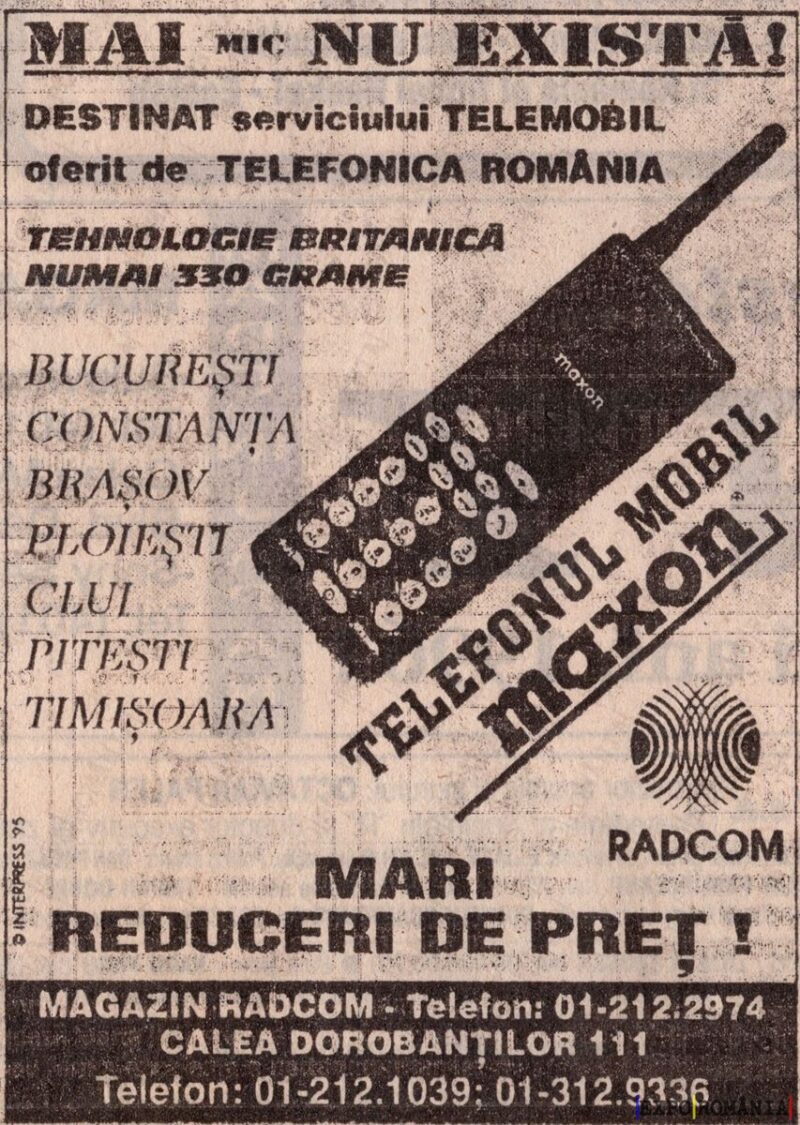 MAI MIC NU EXISTĂ!
DESTINAT serviciului TELEMOBIL
oferit de TELEFONICA ROMÂNIA
TEHNOLOGIE BRITANICĂ
NUMAI 330 GRAME
BUCUREȘTI
CONSTANȚA
BRAȘOV
PLOIEȘTI
CLUJ
PITEȘTI
TIMIȘOARA
maxon
TELEFONUL MOBIL
maxon
RADCOM
© INTERPRESS '95
MARI
REDUCERI DE PREȚ !
MAGAZIN RADCOM - Telefon: 01-212.2974
CALEA DOROBANȚILOR 111
Telefon: 01-212.1039; 01-312.9336
EXPO ROMÂNIA